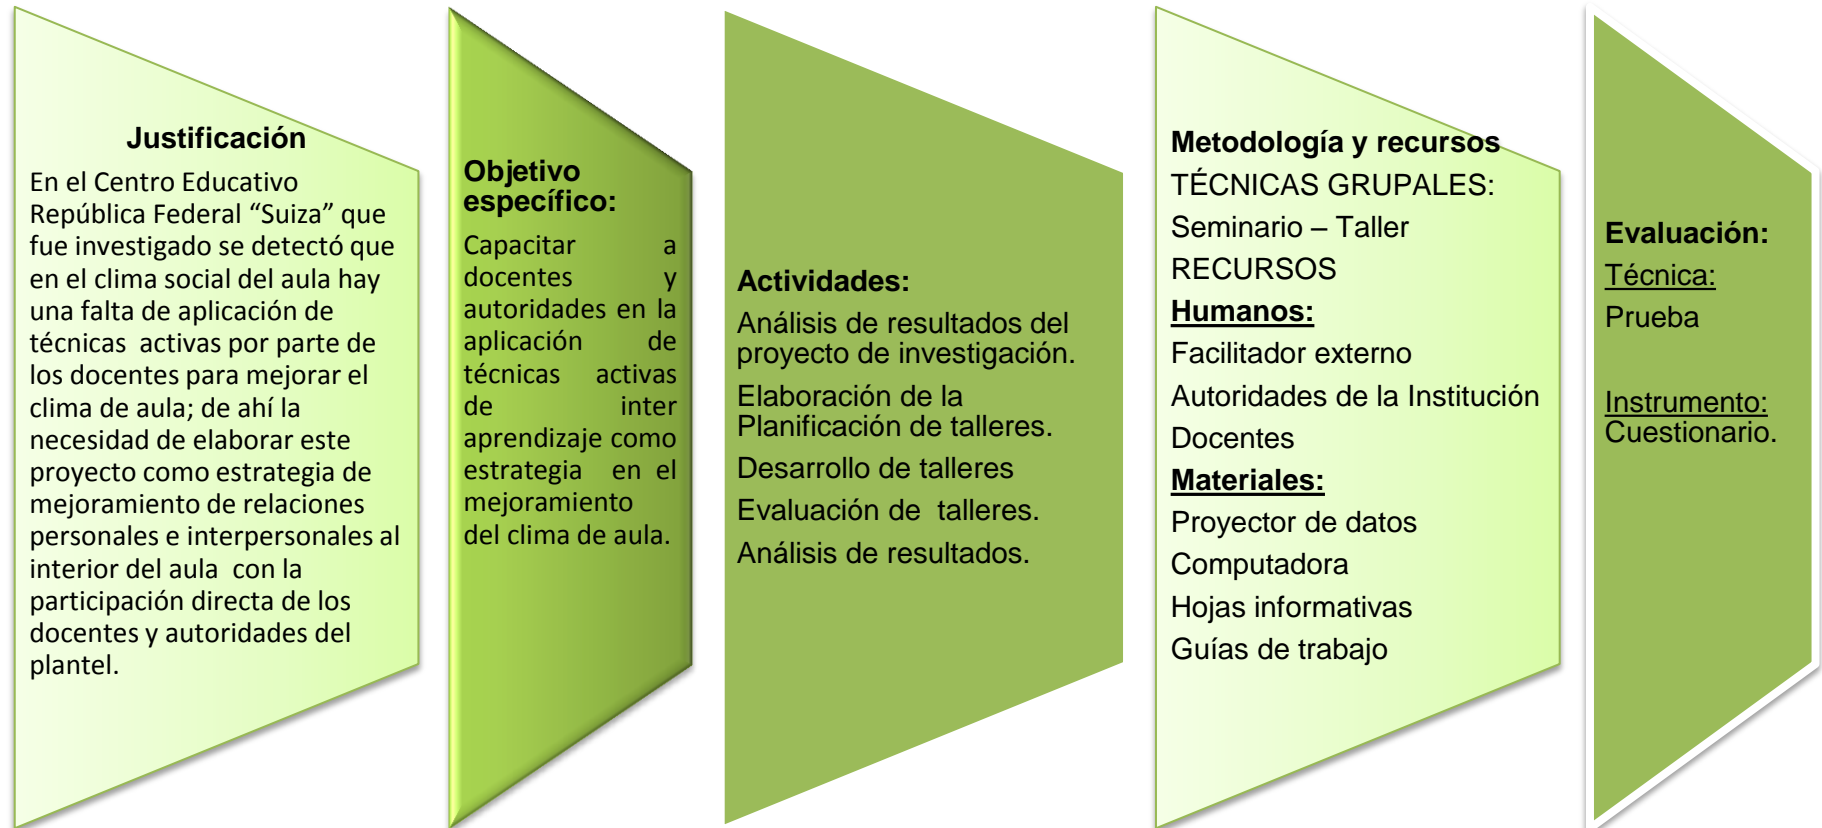 Justificación
En el Centro Educativo
República Federal “Suiza” que
fue investigado se detectó que
en el clima social del aula hay
una falta de aplicación de
técnicas activas por parte de
los docentes para mejorar el
clima de aula; de ahí la
necesidad de elaborar este
proyecto como estrategia de
mejoramiento de relaciones
personales e interpersonales al
interior del aula con la
participación directa de los
docentes y autoridades del
plantel.
Objetivo
específico:
Capacitar a
docentes y
autoridades en la
aplicación de
técnicas activas
de inter
aprendizaje como
estrategia en el
mejoramiento
del clima de aula.
Actividades:
Análisis de resultados del
proyecto de investigación.
Elaboración de la
Planificación de talleres.
Desarrollo de talleres
Evaluación de talleres.
Análisis de resultados.
Metodología y recursos
TÉCNICAS GRUPALES:
Seminario – Taller
RECURSOS
Humanos:
Facilitador externo
Autoridades de la Institución
Docentes
Materiales:
Proyector de datos
Computadora
Hojas informativas
Guías de trabajo
Evaluación:
Técnica:
Prueba
Instrumento:
Cuestionario.